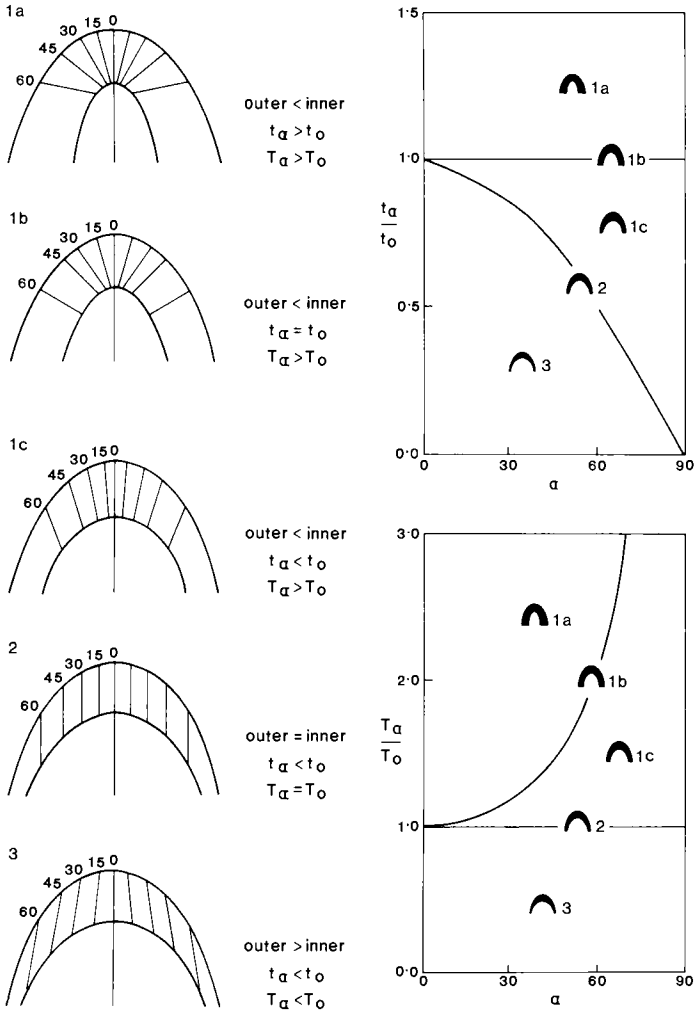 1a
60 45 30 15 0
outer < inner
tα > to
Tα > To
1b
60 45 30 15 0
outer < inner
tα = to
Tα > To
1c
60 45 30 15 0
outer < inner
tα < to
Tα > To
2
60 45 30 15 0
outer = inner
tα < to
Tα = To
3
60 45 30 15 0
outer > inner
tα < to
Tα < To
1·5
1a
1·0
1b
tα
to
1c
0·5
2
3
0·0
0 30 60 90
α
3·0
1a
2·0
1b
Tα
To
1c
1·0
2
3
0·0
0 30 60 90
α